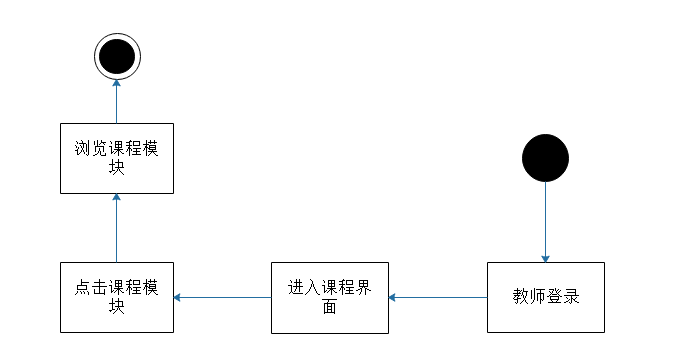 浏览课程模
块
点击课程模
块
进入课程界
面
教师登录